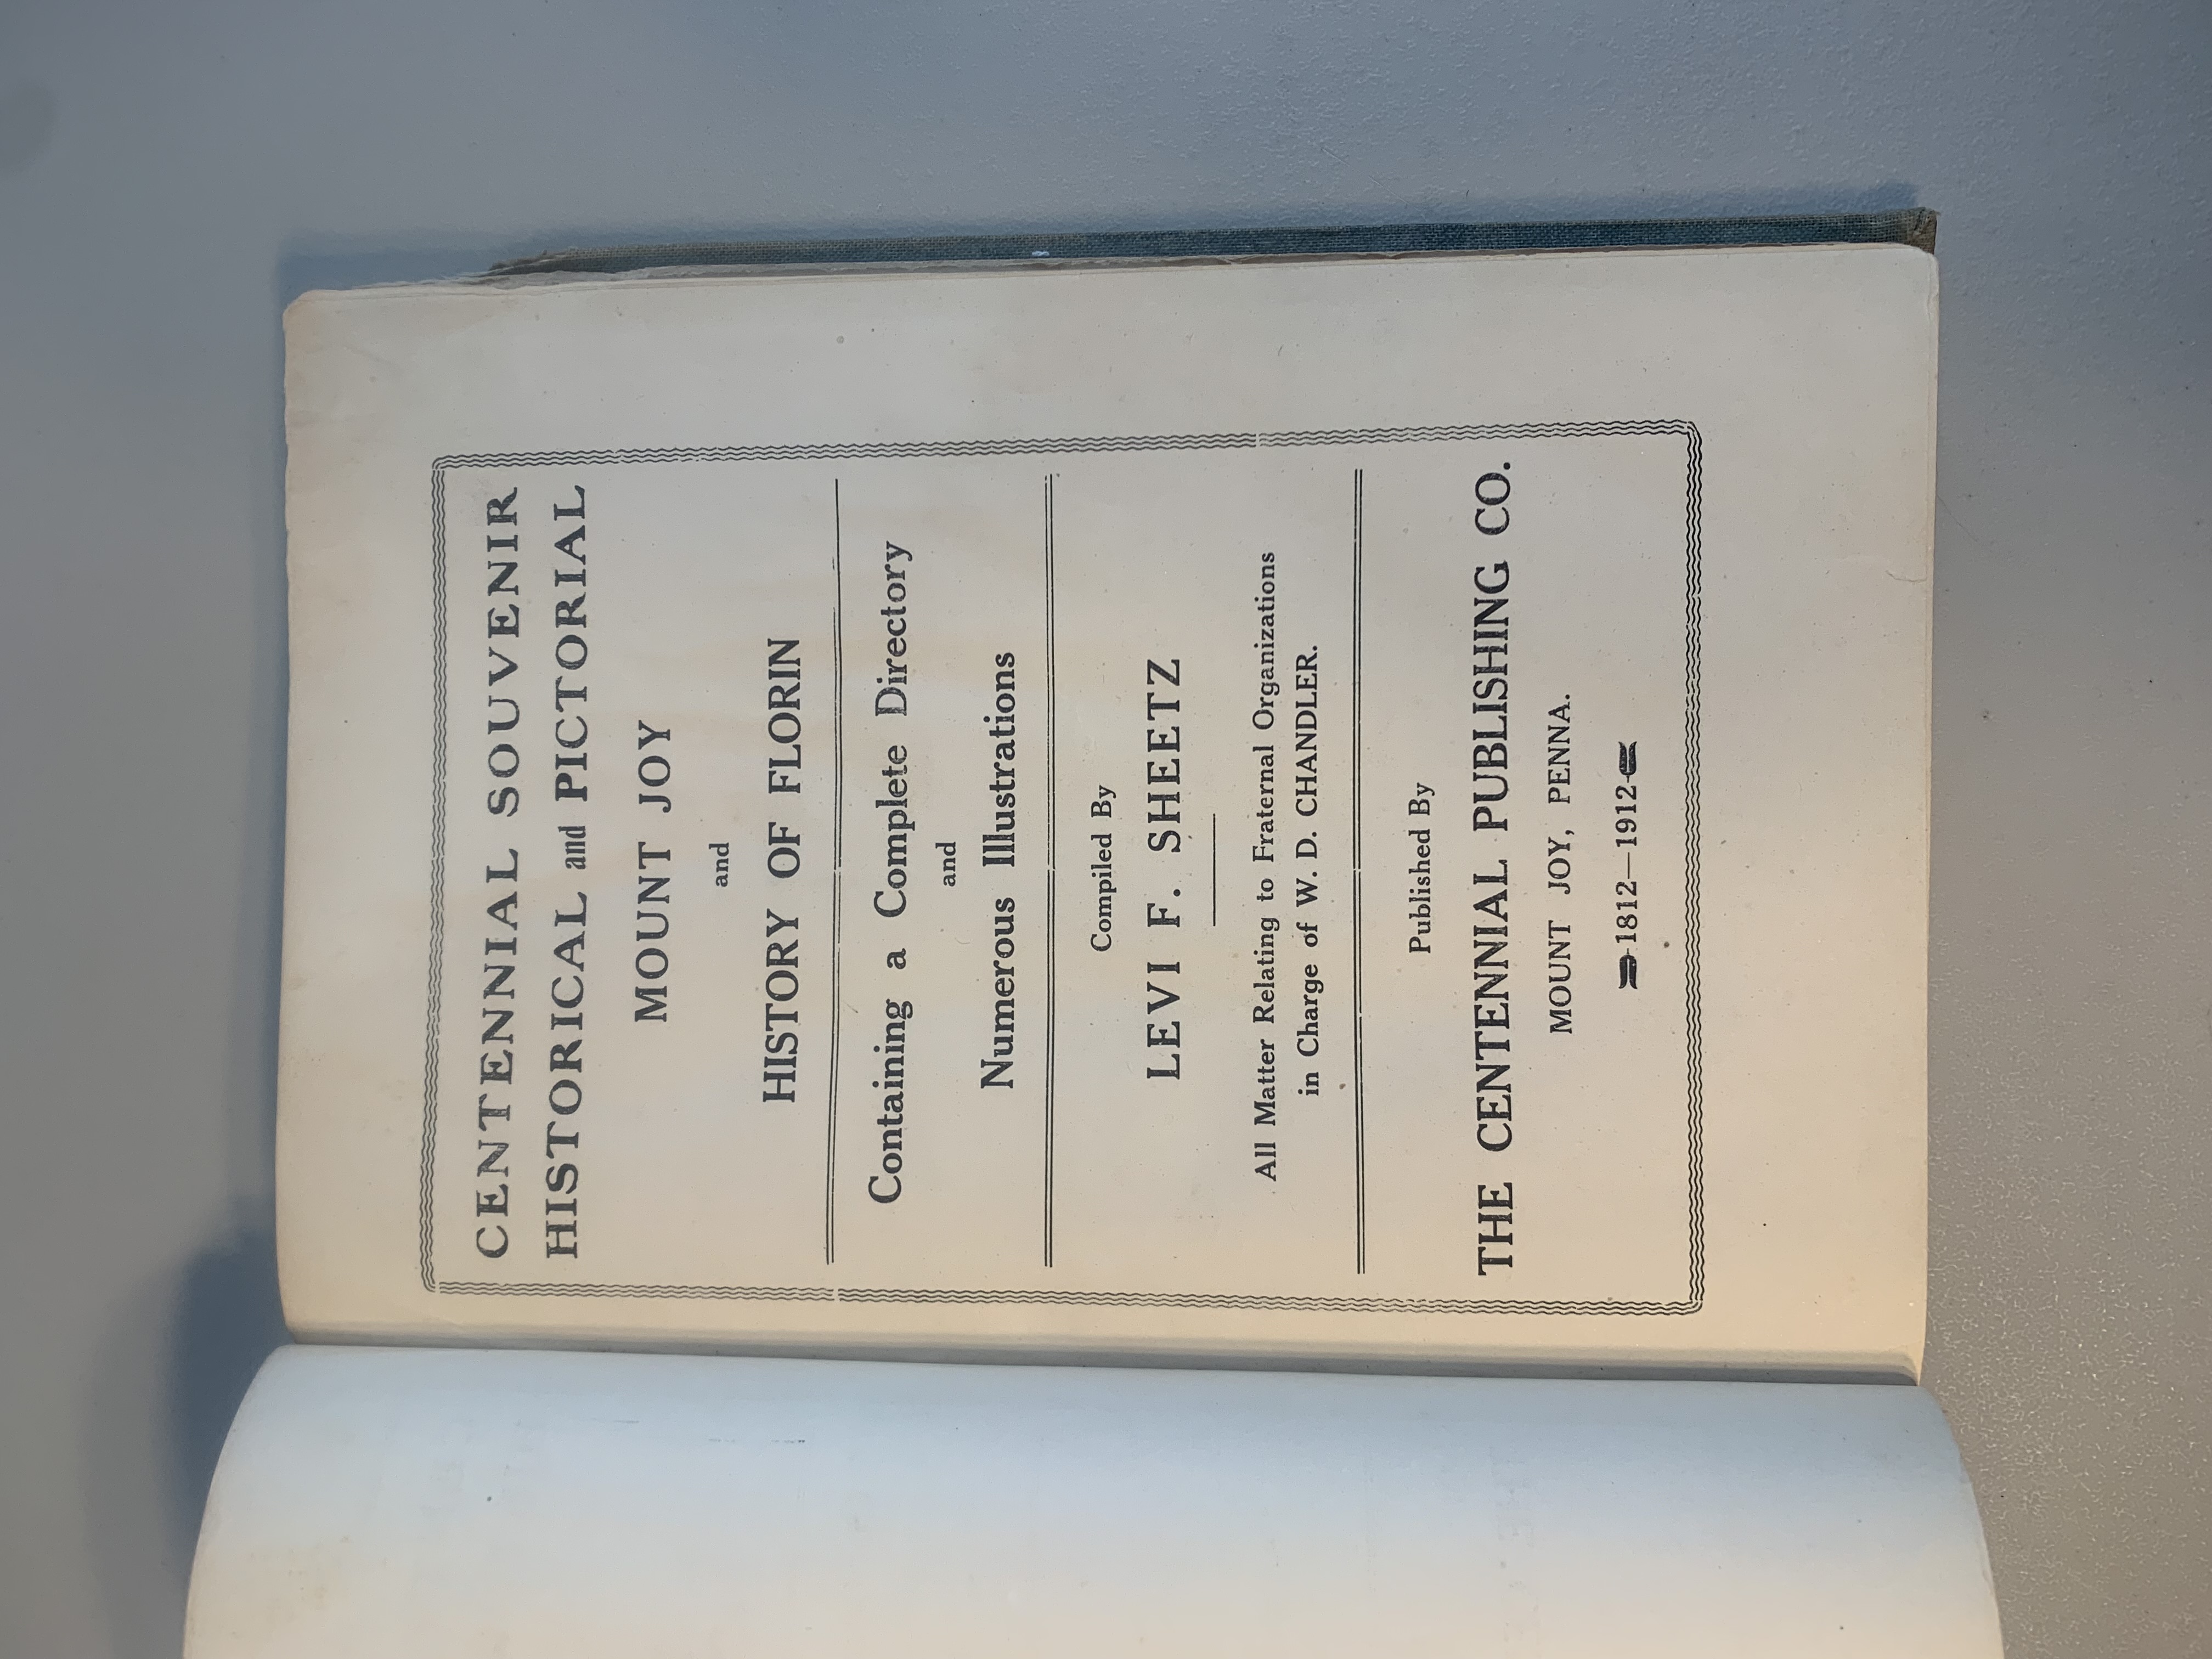 CENTENNIAL SOUVENIR
HISTORICAL and PICTORIAL
MOUNT JOY
and
HISTORY OF FLORIN
Containing a Complete Directory
and
Numerous Illustrations
Compiled By
LEVI F. SHEETZ
All Matter Relating to Fraternal Organizations
in Charge of W. D. CHANDLER.
Published By
THE CENTENNIAL PUBLISHING CO.
MOUNT JOY, PENNA.
1812—1912